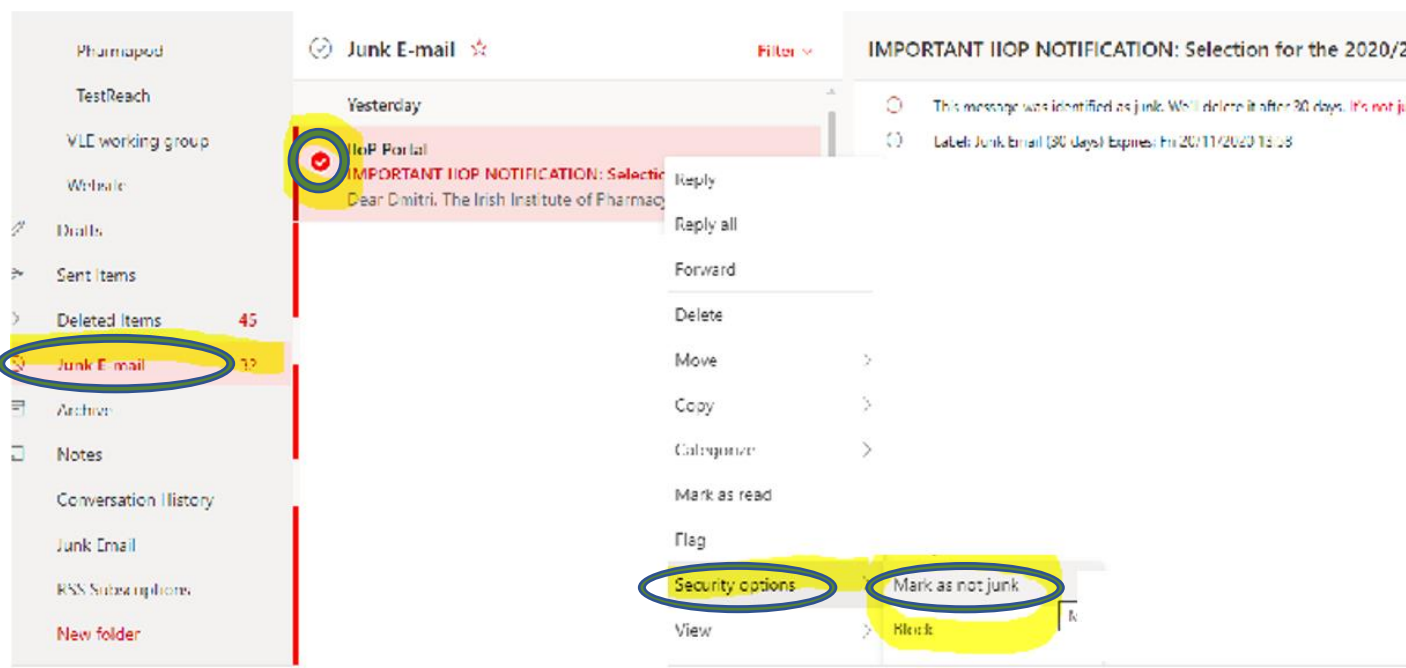 Pharmapod
TestReach
VLE working group
Website
Drafts
Sent Items
Deleted Items 45
Junk E-mail
Archive
Notes
Conversation History
Junk Email
RSS Subscriptions
New folder
Junk E-mail
Filter
Yesterday
IIoP Portal
IMPORTANT IIOP NOTIFICATION: Selectio
Dear Dmitri, The Irish Institute of Pharmacy
Reply
Reply all
Forward
Delete
Move
Copy
Categorize
Mark as read
Flag
Security options
View
Mark as not junk
Block
IMPORTANT IIOP NOTIFICATION: Selection for the 2020/2
This message was identified as junk. We'll delete it after 30 days. It's not ju
Label: Junk Email (30 days) Expires: Fri 20/11/2020